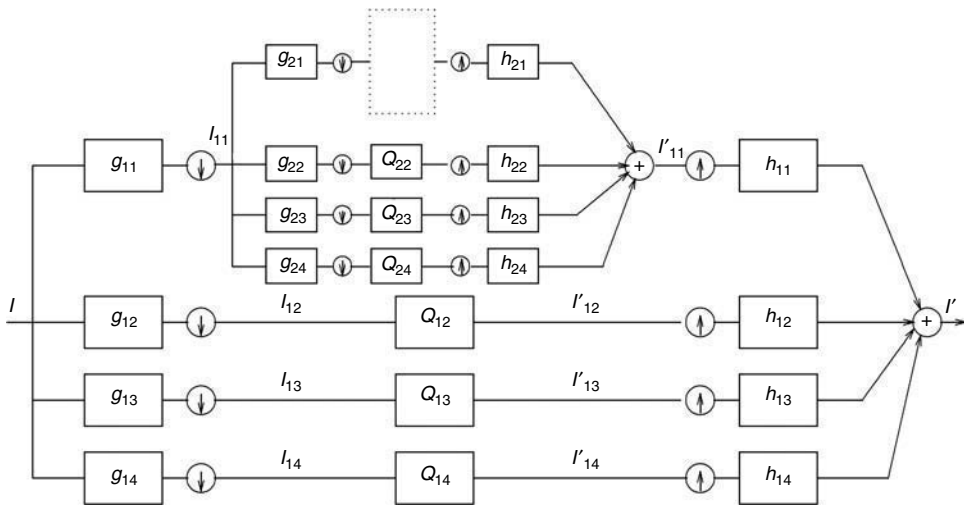 g21 h21
I11 I'11
g11 g22 Q22 h22 + h11
g23 Q23 h23
g24 Q24 h24
I g12 I12 Q12 I'12 h12 + I'
g13 I13 Q13 I'13 h13
g14 I14 Q14 I'14 h14